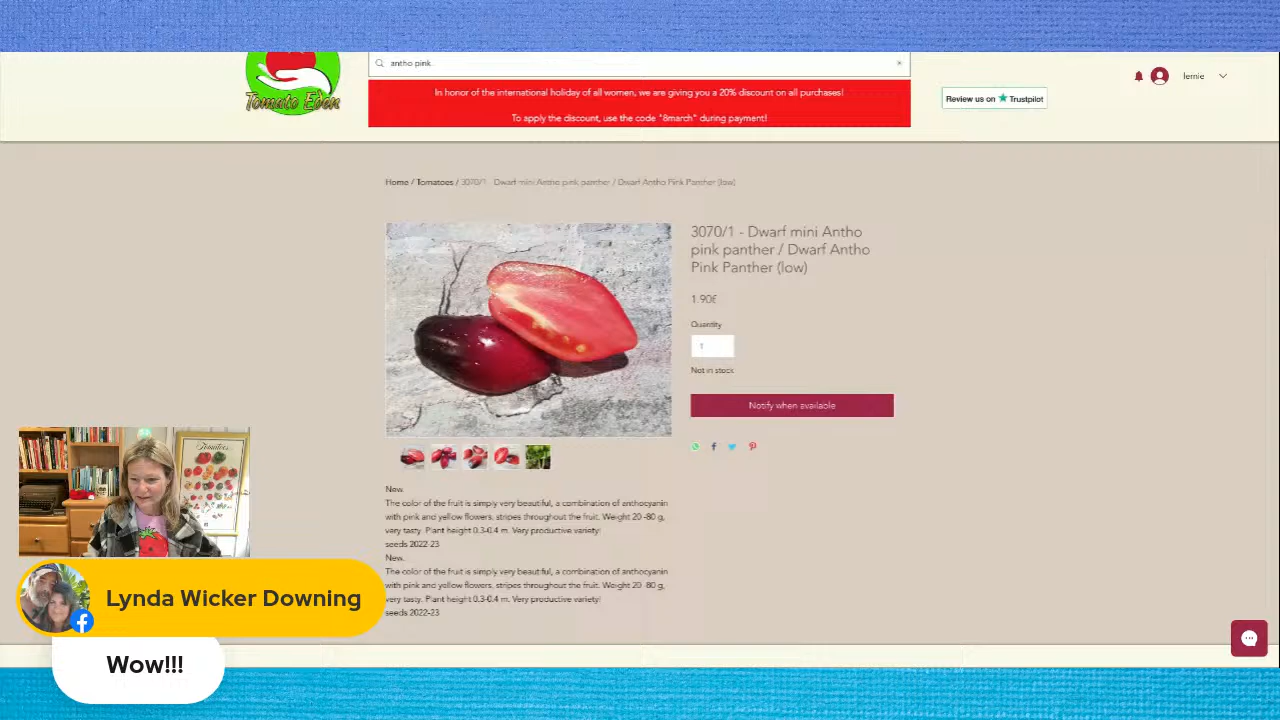 antho pink
×
Tomato Eden
In honor of the international holiday of all women, we are giving you a 20% discount on all purchases!
To apply the discount, use the code "8march" during payment!
Review us on ★ Trustpilot
lernie
Home / Tomatoes / 3070/1 - Dwarf mini Antho pink panther / Dwarf Antho Pink Panther (low)
3070/1 - Dwarf mini Antho
pink panther / Dwarf Antho
Pink Panther (low)
1.90€
Quantity
1
Not in stock
Notify when available
New.
The color of the fruit is simply very beautiful, a combination of anthocyanin
with pink and yellow flowers, stripes throughout the fruit. Weight 20 -80 g,
very tasty. Plant height 0.3-0.4 m. Very productive variety!
seeds 2022-23
New.
The color of the fruit is simply very beautiful, a combination of anthocyanin
with pink and yellow flowers, stripes throughout the fruit. Weight 20 -80 g,
very tasty. Plant height 0.3-0.4 m. Very productive variety!
seeds 2022-23
Tomatoes
Lynda Wicker Downing
Wow!!!